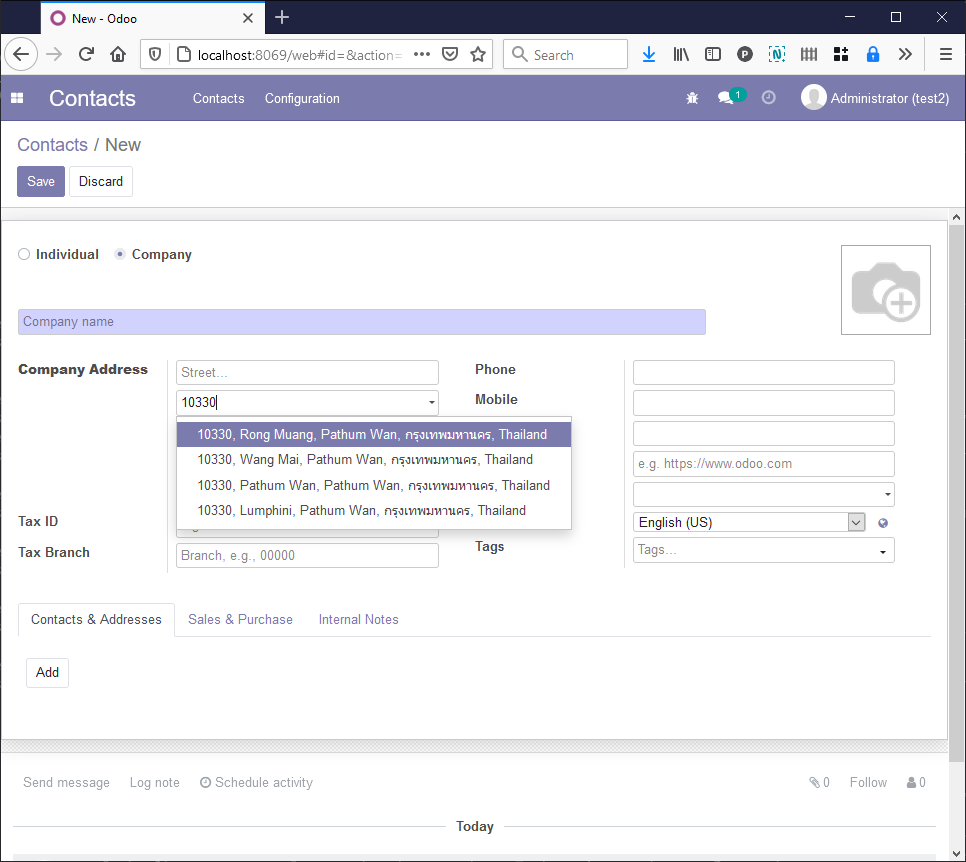 New - Odoo
localhost:8069/web#id=&action=
Search
Contacts
Contacts
Configuration
1
Administrator (test2)
Contacts / New
Save
Discard
Individual
Company
Company name
Company Address
Street...
10330
10330, Rong Muang, Pathum Wan, กรุงเทพมหานคร, Thailand
10330, Wang Mai, Pathum Wan, กรุงเทพมหานคร, Thailand
10330, Pathum Wan, Pathum Wan, กรุงเทพมหานคร, Thailand
10330, Lumphini, Pathum Wan, กรุงเทพมหานคร, Thailand
Tax ID
Tax Branch
Branch, e.g., 00000
Phone
Mobile
e.g. https://www.odoo.com
English (US)
Tags
Tags...
Contacts & Addresses
Sales & Purchase
Internal Notes
Add
Send message
Log note
Schedule activity
0
Follow
0
Today